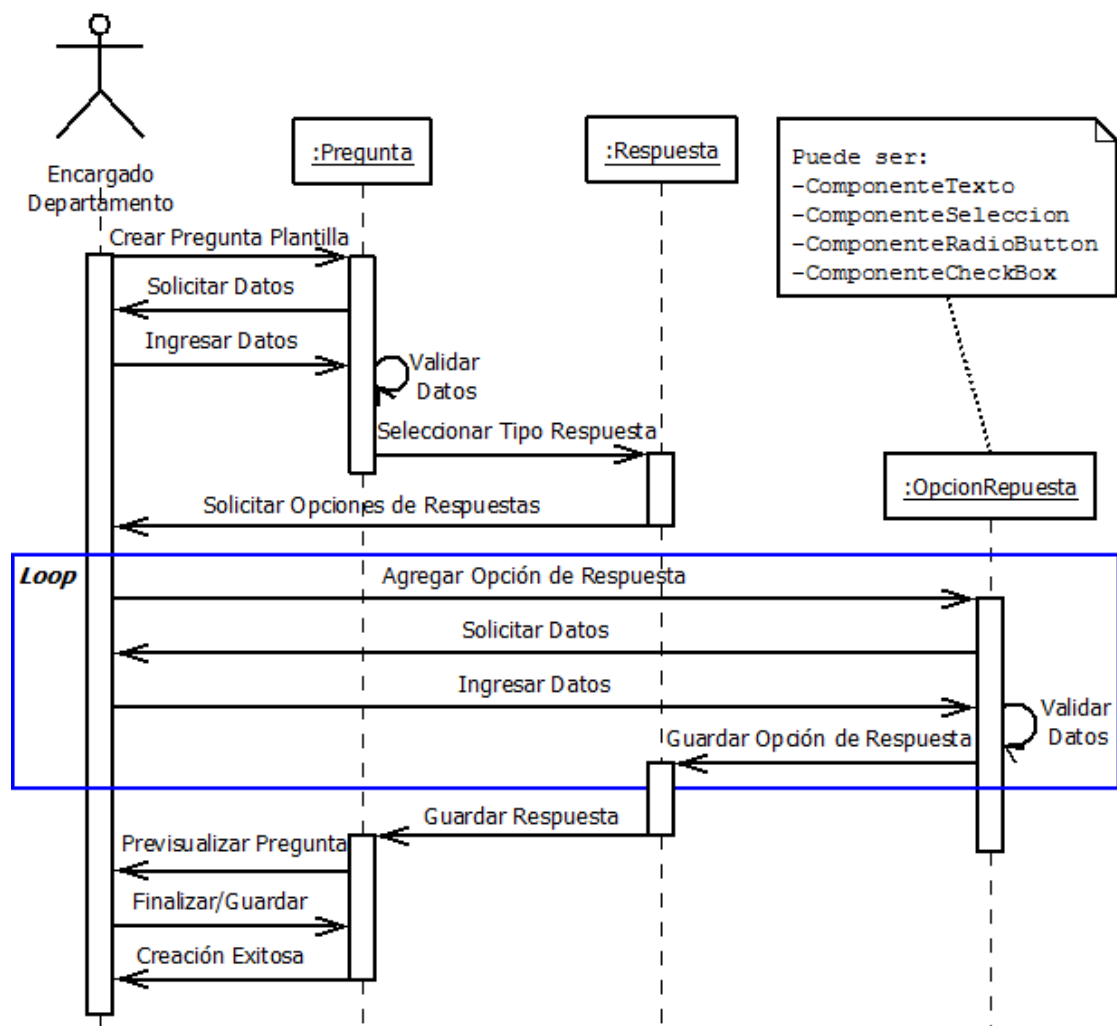 :Pregunta
:Respuesta
Puede ser:
-ComponenteTexto
-ComponenteSeleccion
-ComponenteRadioButton
-ComponenteCheckBox
Encargado
Departamento
Crear Pregunta Plantilla
Solicitar Datos
Ingresar Datos
Validar
Datos
Seleccionar Tipo Respuesta
:OpcionRepuesta
Solicitar Opciones de Respuestas
Loop
Agregar Opción de Respuesta
Solicitar Datos
Ingresar Datos
Validar
Datos
Guardar Opción de Respuesta
Guardar Respuesta
Previsualizar Pregunta
Finalizar/Guardar
Creación Exitosa